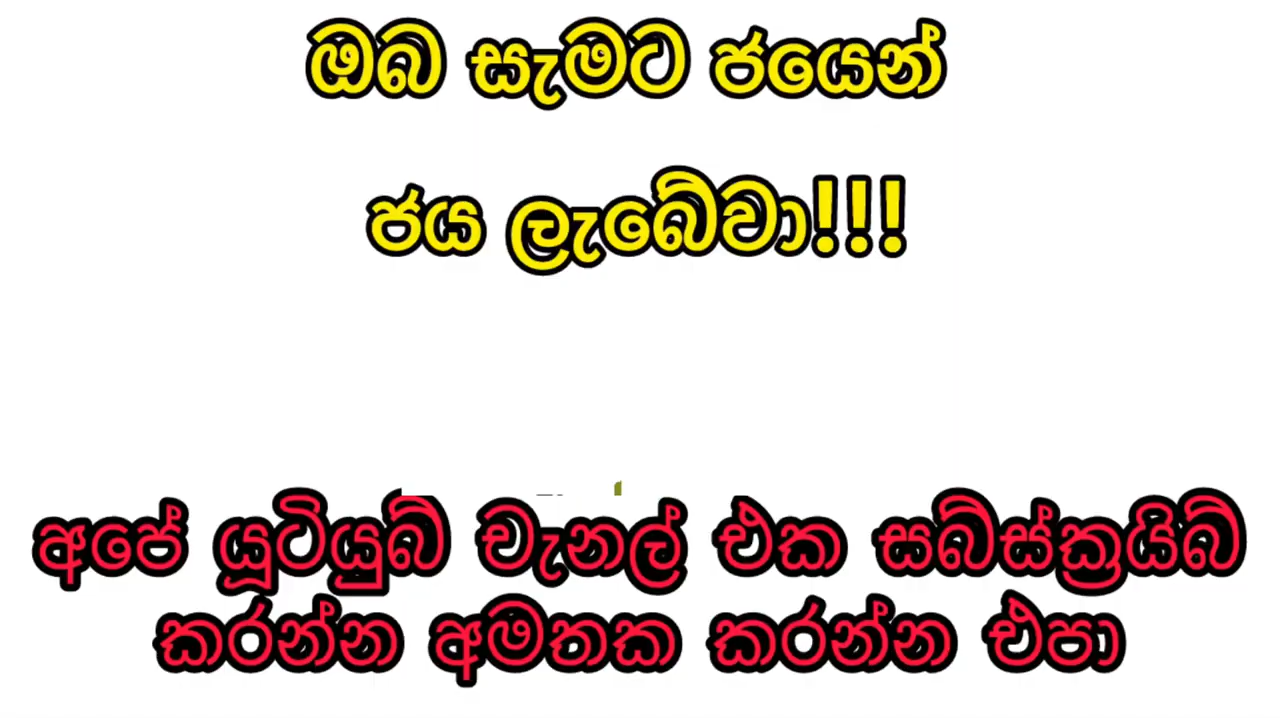 ඔබ සැමට ජයෙන්
ජය ලැබේවා!!!
අපේ යූටියුබ් චැනල් එක සබ්ස්ක්‍රයිබ්
කරන්න අමතක කරන්න එපා